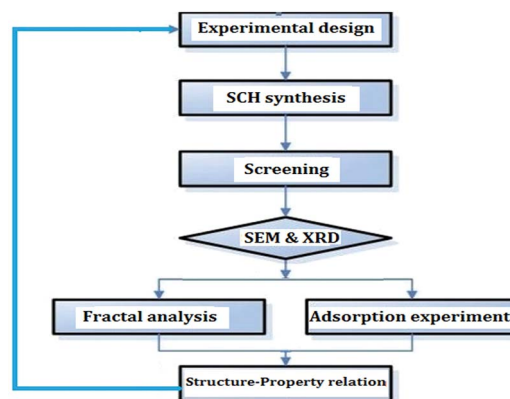 Experimental design
SCH synthesis
Screening
SEM & XRD
Fractal analysis
Adsorption experiment
Structure-Property relation